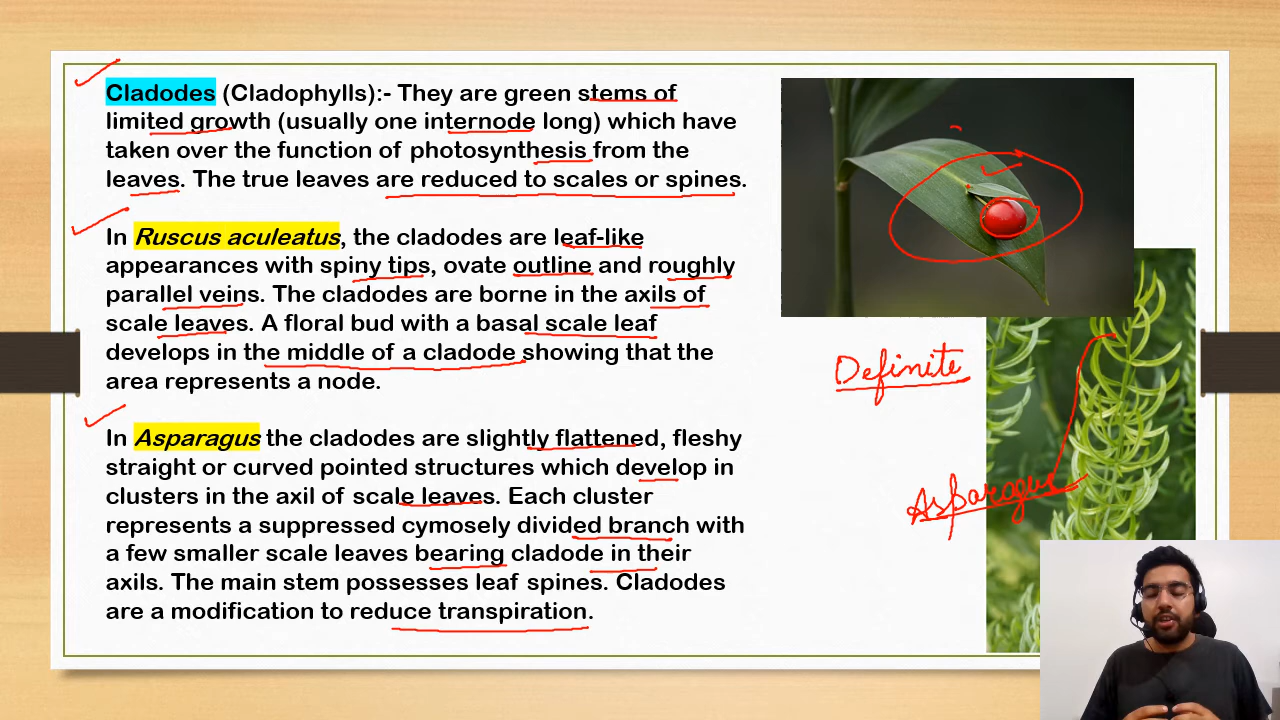 Cladodes (Cladophylls):- They are green stems of
limited growth (usually one internode long) which have
taken over the function of photosynthesis from the
leaves. The true leaves are reduced to scales or spines.
In Ruscus aculeatus, the cladodes are leaf-like
appearances with spiny tips, ovate outline and roughly
parallel veins. The cladodes are borne in the axils of
scale leaves. A floral bud with a basal scale leaf
develops in the middle of a cladode showing that the
area represents a node.
In Asparagus the cladodes are slightly flattened, fleshy
straight or curved pointed structures which develop in
clusters in the axil of scale leaves. Each cluster
represents a suppressed cymosely divided branch with
a few smaller scale leaves bearing cladode in their
axils. The main stem possesses leaf spines. Cladodes
are a modification to reduce transpiration.
Definite
Asparagus